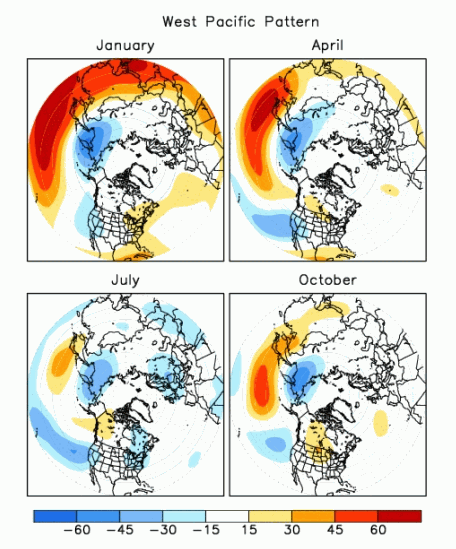 West Pacific Pattern
January
April
July
October
-60 -45 -30 -15 15 30 45 60